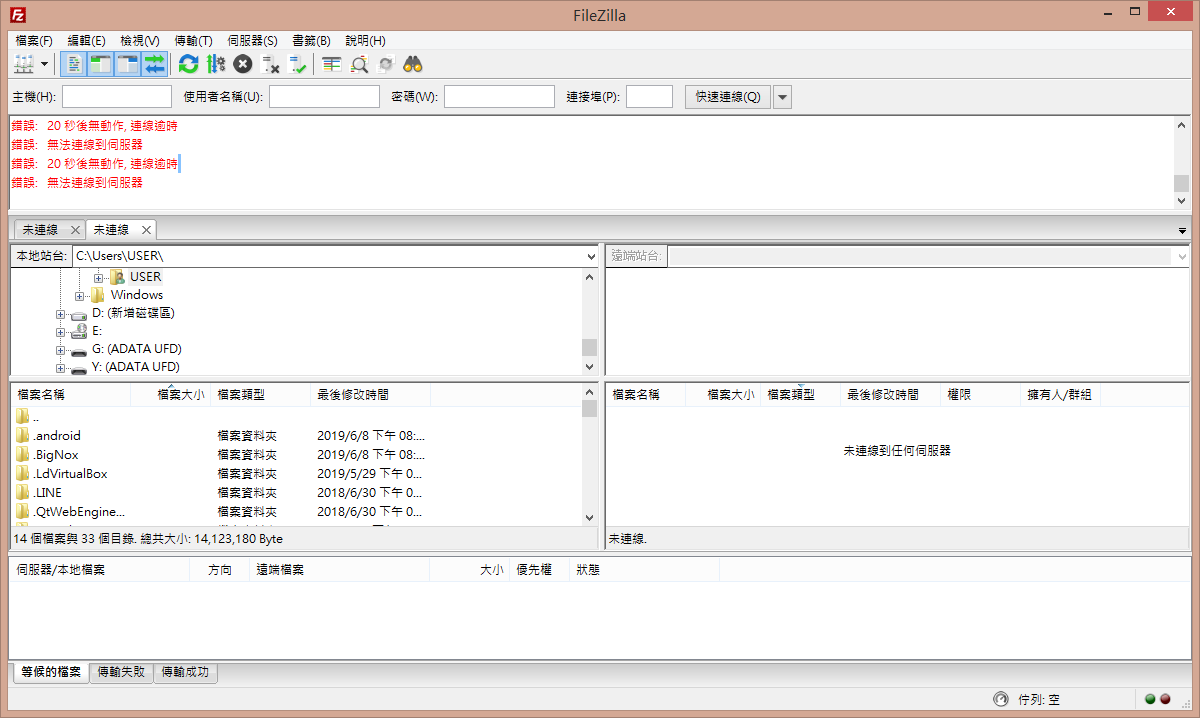 FileZilla
檔案(F) 編輯(E) 檢視(V) 傳輸(T) 伺服器(S) 書籤(B) 說明(H)
主機(H): 使用者名稱(U): 密碼(W): 連接埠(P): 快速連線(Q)
錯誤: 20 秒後無動作, 連線逾時
錯誤: 無法連線到伺服器
錯誤: 20 秒後無動作, 連線逾時
錯誤: 無法連線到伺服器
未連線 未連線
本地站台: C:\Users\USER\ 遠端站台:
USER
Windows
D: (新增磁碟區)
E:
G: (ADATA UFD)
Y: (ADATA UFD)
檔案名稱 檔案大小 檔案類型 最後修改時間 檔案名稱 檔案大小 檔案類型 最後修改時間 權限 擁有人/群組
..
.android 檔案資料夾 2019/6/8 下午 08:...
.BigNox 檔案資料夾 2019/6/8 下午 08:...
.LdVirtualBox 檔案資料夾 2019/5/29 下午 0...
.LINE 檔案資料夾 2018/6/30 下午 0...
.QtWebEngine... 檔案資料夾 2018/6/30 下午 0...
未連線到任何伺服器
14 個檔案與 33 個目錄. 總共大小: 14,123,180 Byte 未連線.
伺服器/本地檔案 方向 遠端檔案 大小 優先權 狀態
等候的檔案 傳輸失敗 傳輸成功
佇列: 空